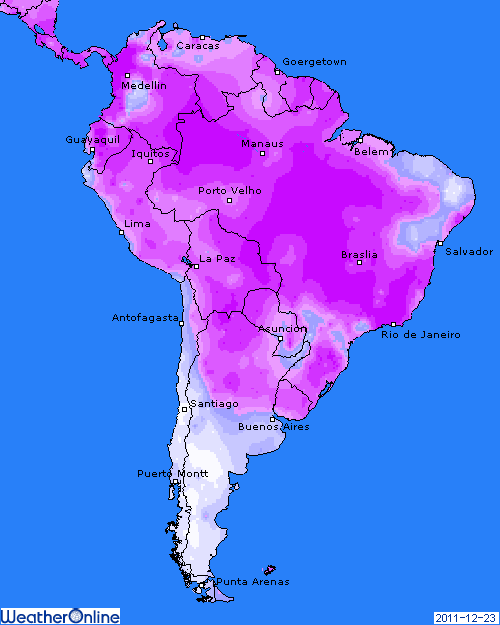 Caracas
Goergetown
Medellin
Guayaquil
Iquitos
Manaus
Belem
Porto Velho
Lima
La Paz
Braslia
Salvador
Antofagasta
Asuncion
Rio de Janeiro
Santiago
Buenos Aires
Puerto Montt
Punta Arenas
WeatherOnline
2011-12-23